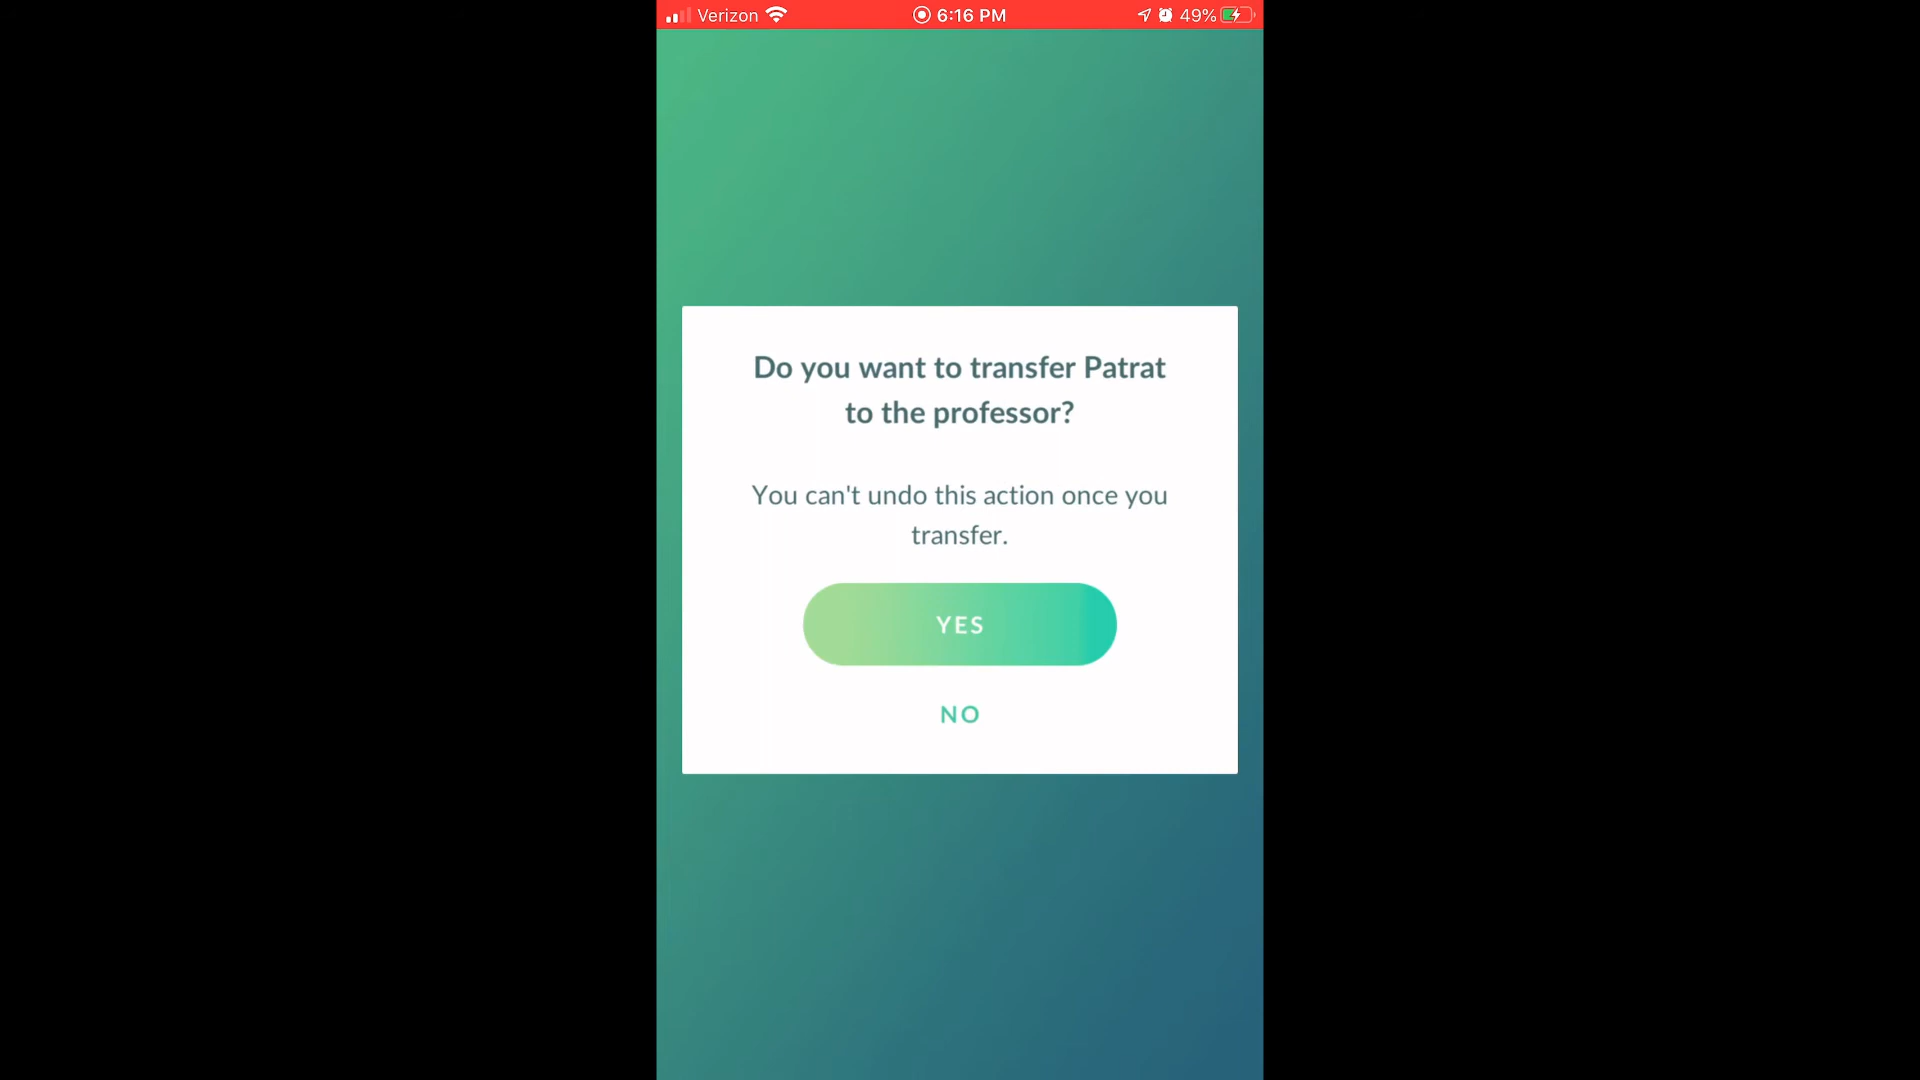 Verizon 6:16 PM 49%
Do you want to transfer Patrat
to the professor?
You can't undo this action once you
transfer.
YES
NO